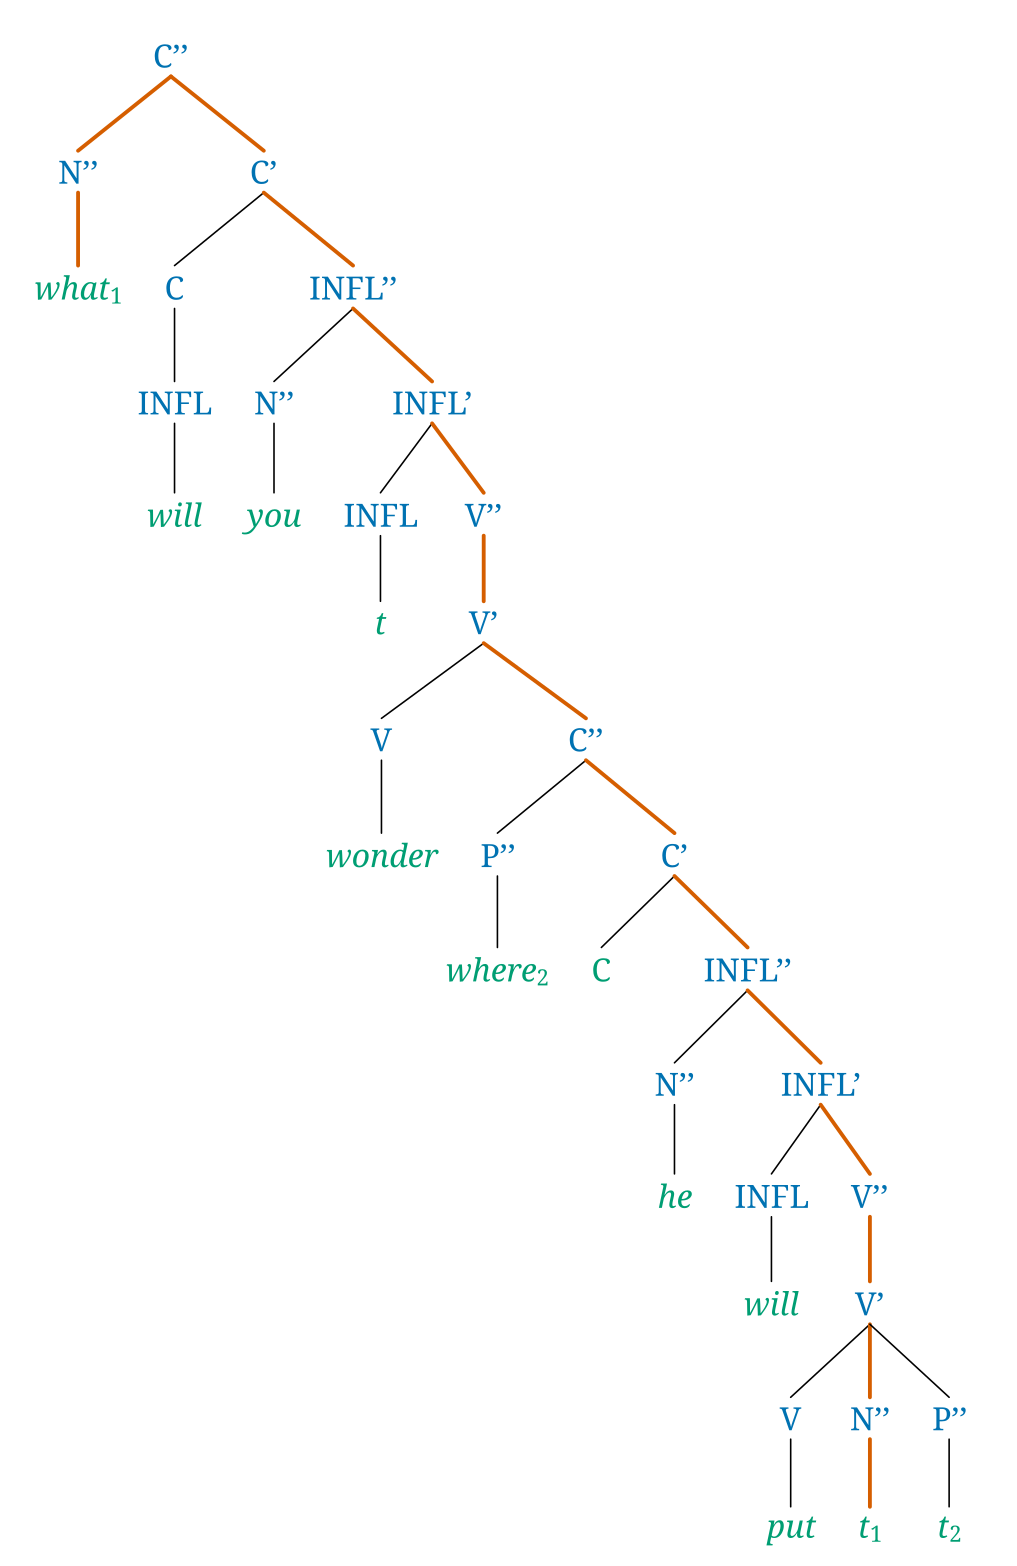 C’’
N’’ C’
what₁ C INFL’’
INFL N’’ INFL’
will you INFL V’’
t V’
V C’’
wonder P’’ C’
where₂ C INFL’’
N’’ INFL’
he INFL V’’
will V’
V N’’ P’’
put t₁ t₂